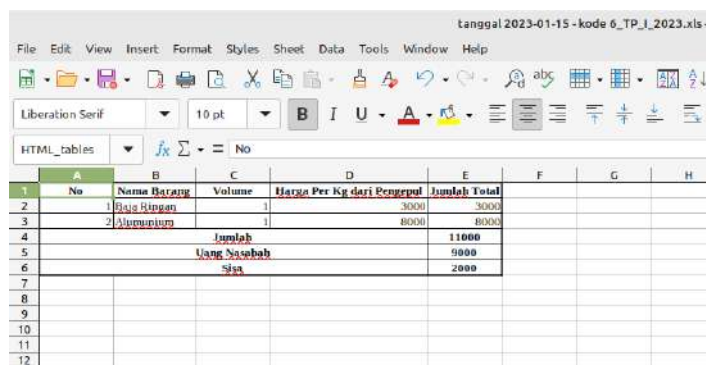 tanggal 2023-01-15 - kode 6_TP_I_2023.xls -
File Edit View Insert Format Styles Sheet Data Tools Window Help
Liberation Serif 10 pt B I U A
HTML_tables fx Σ = No
A B C D E F G H
1 No Nama Barang Volume Harga Per Kg dari Pengepul Jumlah Total
2 1 Baja Ringan 1 3000 3000
3 2 Alumunium 1 8000 8000
4 Jumlah 11000
5 Uang Nasabah 9000
6 Sisa 2000
7
8
9
10
11
12